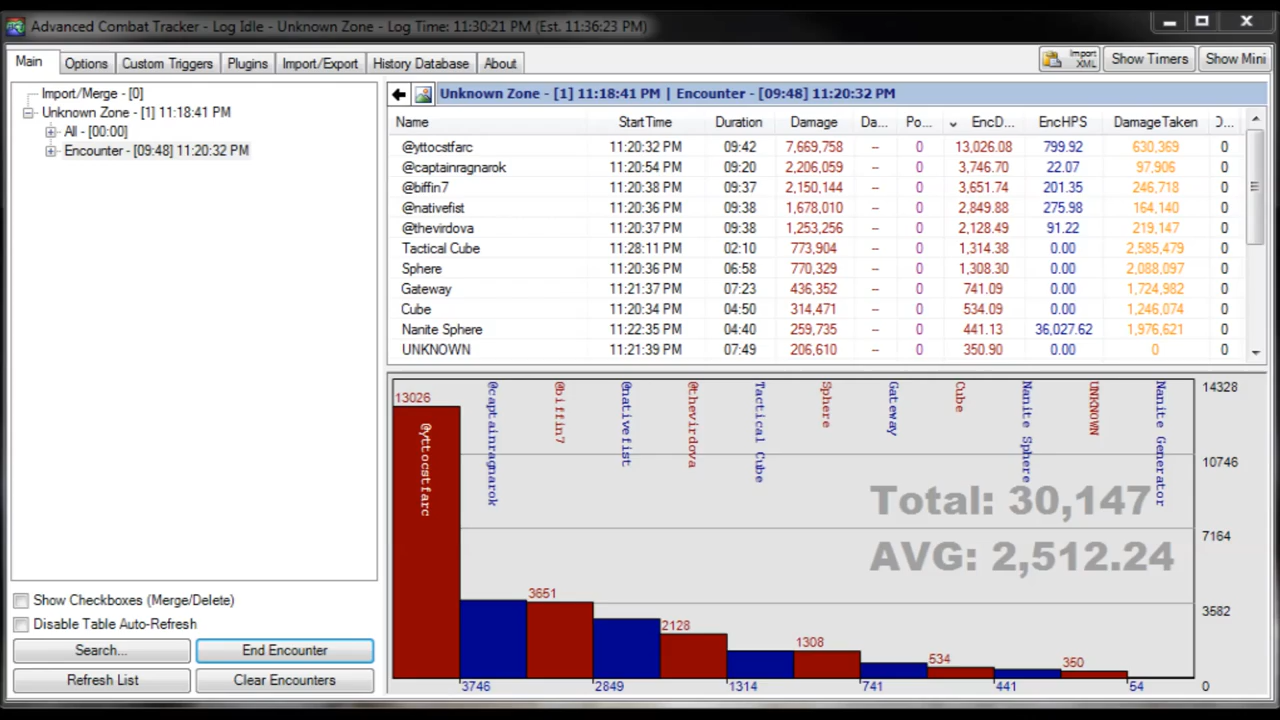 Advanced Combat Tracker - Log Idle - Unknown Zone - Log Time: 11:30:21 PM (Est. 11:36:23 PM)
Main Options Custom Triggers Plugins Import/Export History Database About Import XML Show Timers Show Mini
Import/Merge - [0]
Unknown Zone - [1] 11:18:41 PM
All - [00:00]
Encounter - [09:48] 11:20:32 PM
Unknown Zone - [1] 11:18:41 PM | Encounter - [09:48] 11:20:32 PM
Name StartTime Duration Damage Da... Po... EncD... EncHPS DamageTaken D...
@yttocstfarc 11:20:32 PM 09:42 7,669,758 -- 0 13,026.08 799.92 630,369 0
@captainragnarok 11:20:54 PM 09:20 2,206,059 -- 0 3,746.70 22.07 97,906 0
@biffin7 11:20:38 PM 09:37 2,150,144 -- 0 3,651.74 201.35 246,718 0
@nativefist 11:20:36 PM 09:38 1,678,010 -- 0 2,849.88 275.98 164,140 0
@thevirdova 11:20:37 PM 09:38 1,253,256 -- 0 2,128.49 91.22 219,147 0
Tactical Cube 11:28:11 PM 02:10 773,904 -- 0 1,314.38 0.00 2,585,479 0
Sphere 11:20:36 PM 06:58 770,329 -- 0 1,308.30 0.00 2,088,097 0
Gateway 11:21:37 PM 07:23 436,352 -- 0 741.09 0.00 1,724,982 0
Cube 11:20:34 PM 04:50 314,471 -- 0 534.09 0.00 1,246,074 0
Nanite Sphere 11:22:35 PM 04:40 259,735 -- 0 441.13 36,027.62 1,976,621 0
UNKNOWN 11:21:39 PM 07:49 206,610 -- 0 350.90 0.00 0 0
13026
@yttocstfarc
@captainragnarok
@biffin7
@nativefist
@thevirdova
Tactical Cube
Sphere
Gateway
Cube
Nanite Sphere
UNKNOWN
Nanite Generator
14328
10746
7164
3582
0
Total: 30,147
AVG: 2,512.24
3651
2128
1308
534
350
3746
2849
1314
741
441
54
Show Checkboxes (Merge/Delete)
Disable Table Auto-Refresh
Search... End Encounter
Refresh List Clear Encounters